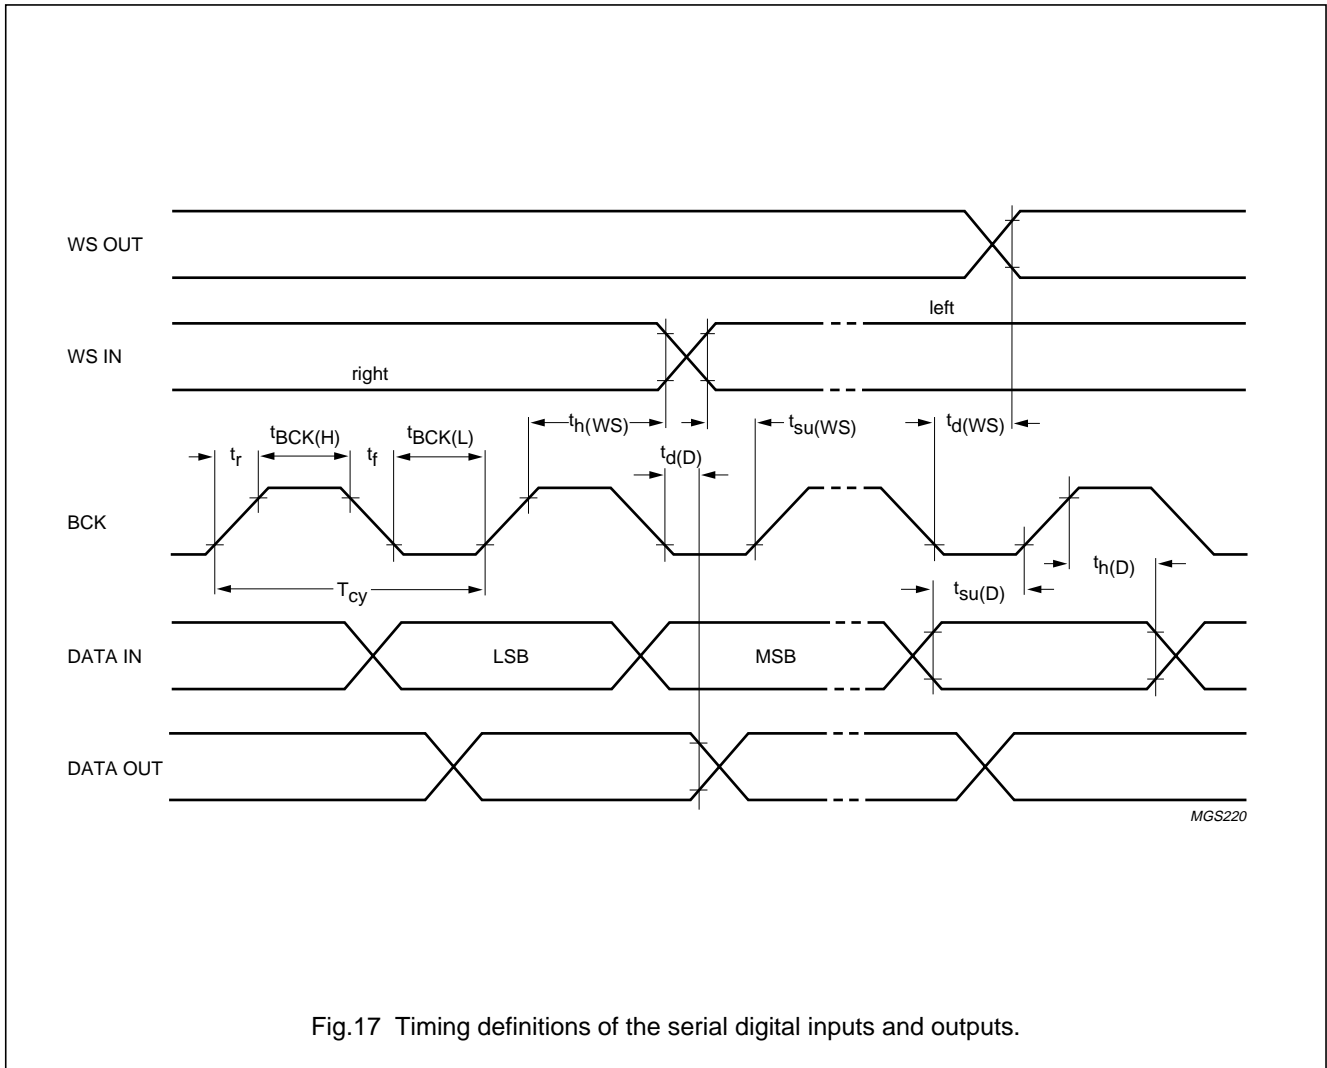 WS OUT
left
WS IN
right
th(WS)
tsu(WS)
td(WS)
tBCK(H)
tBCK(L)
tr
tf
td(D)
BCK
th(D)
tsu(D)
Tcy
DATA IN
LSB
MSB
DATA OUT
MGS220
Fig.17 Timing definitions of the serial digital inputs and outputs.